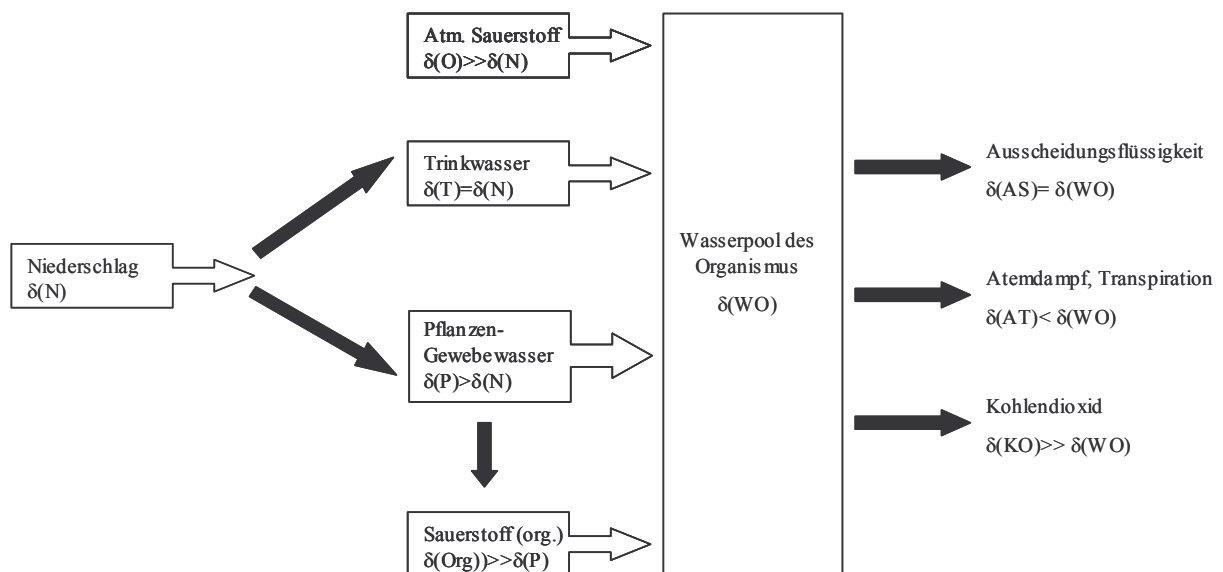 Atm. Sauerstoff
δ(O)>>δ(N)
Trinkwasser
δ(T)=δ(N)
Niederschlag
δ(N)
Pflanzen-
Gewebewasser
δ(P)>δ(N)
Sauerstoff (org.)
δ(Org))>>δ(P)
Wasserpool des
Organismus
δ(WO)
Ausscheidungsflüssigkeit
δ(AS)= δ(WO)
Atemdampf, Transpiration
δ(AT)< δ(WO)
Kohlendioxid
δ(KO)>> δ(WO)